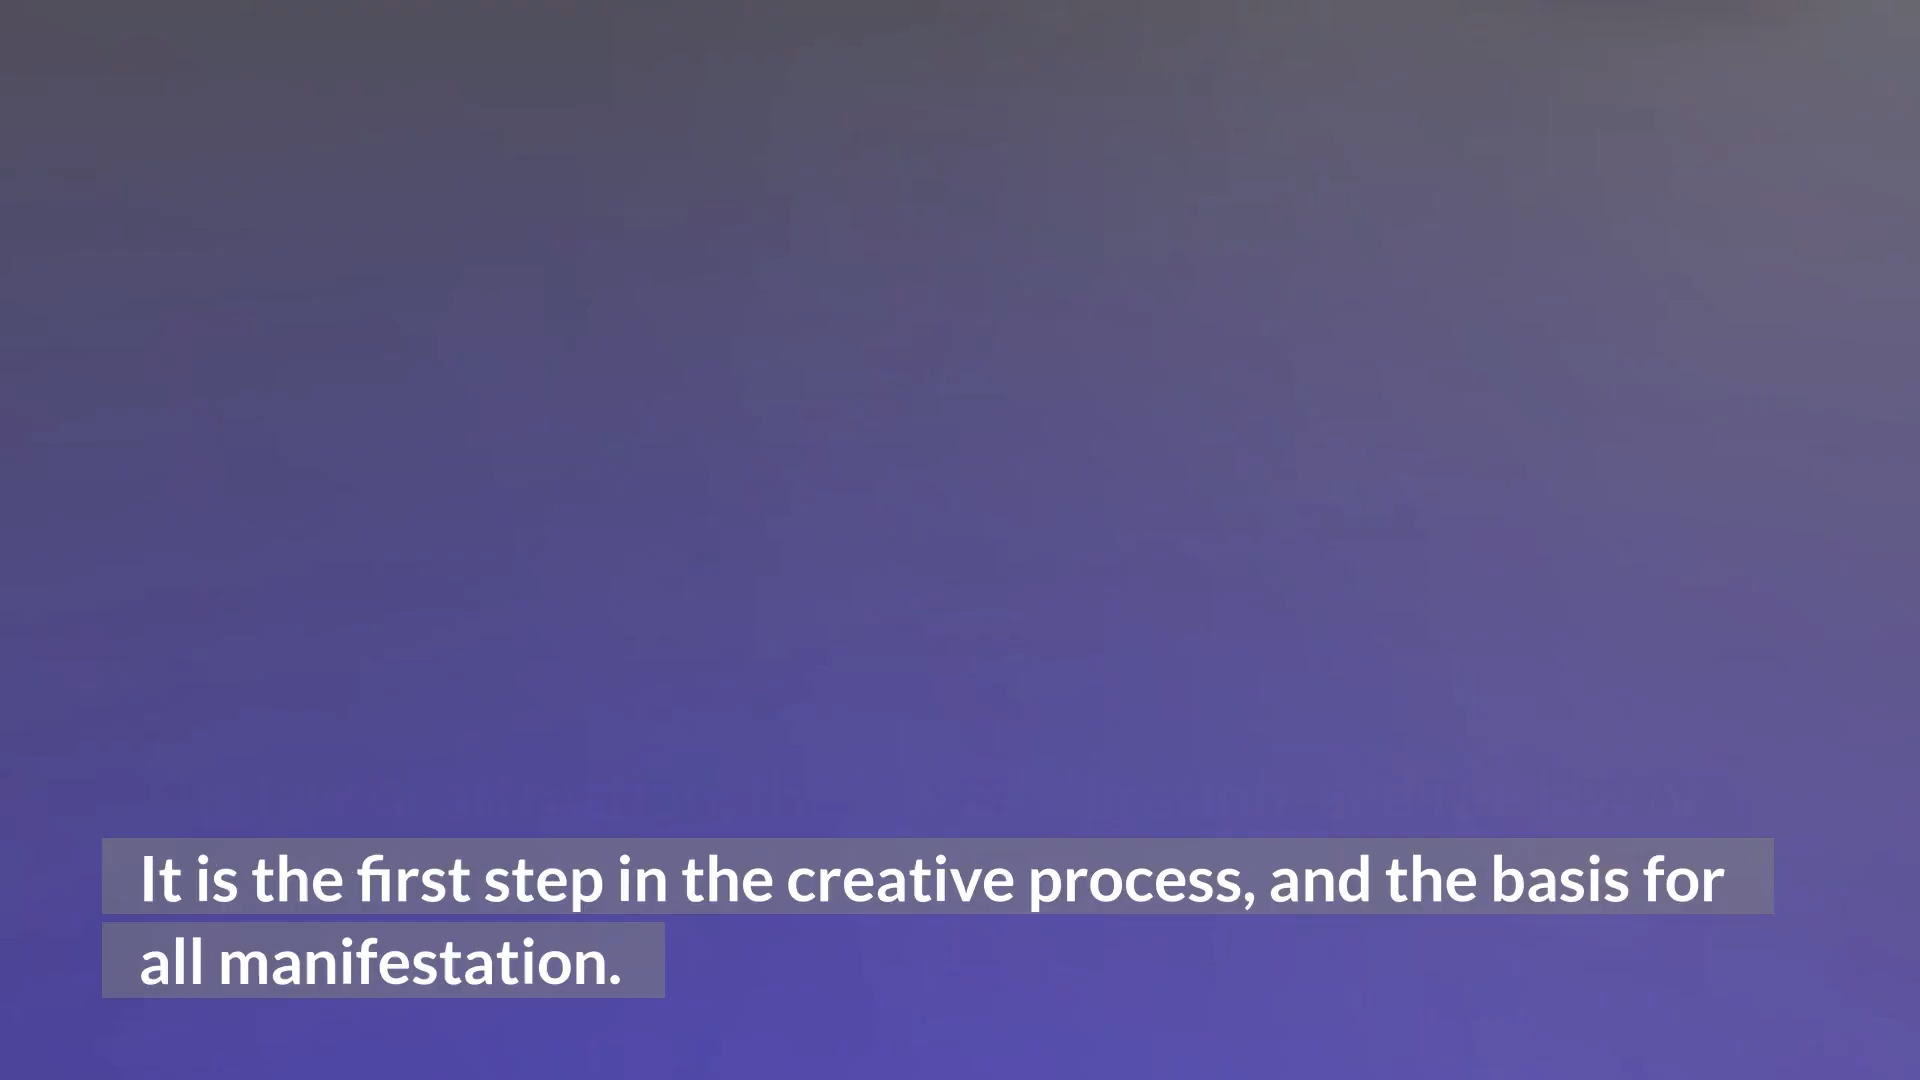 It is the first step in the creative process, and the basis for
all manifestation.